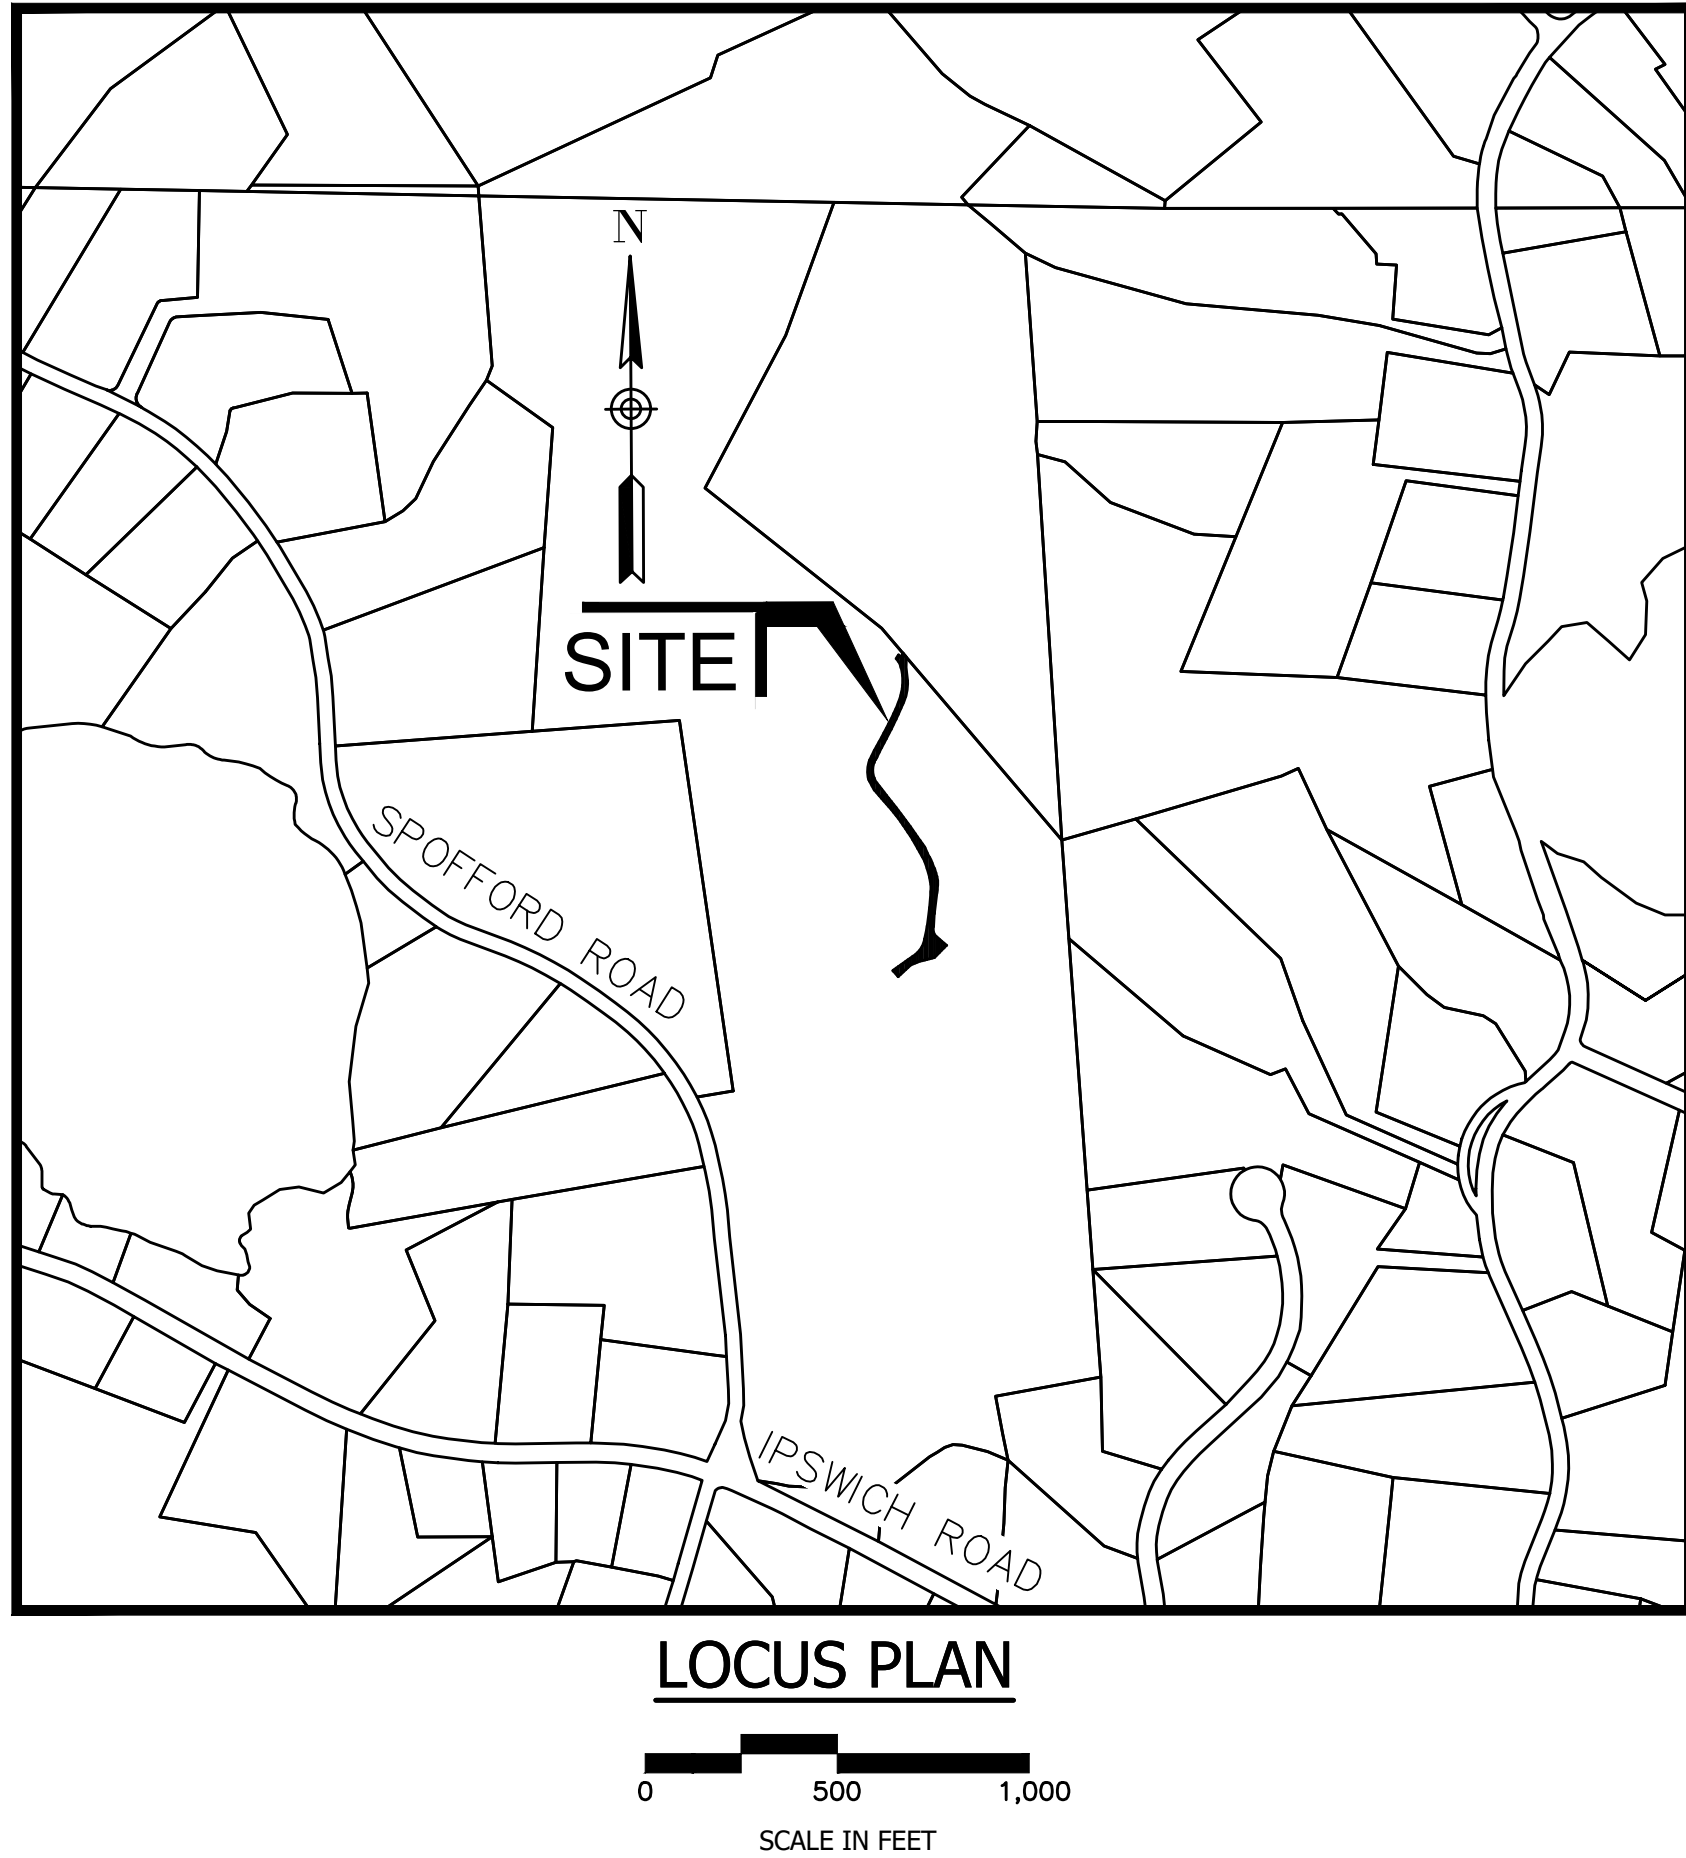 N
SITE
SPOFFORD ROAD
IPSWICH ROAD
LOCUS PLAN
0 500 1,000
SCALE IN FEET